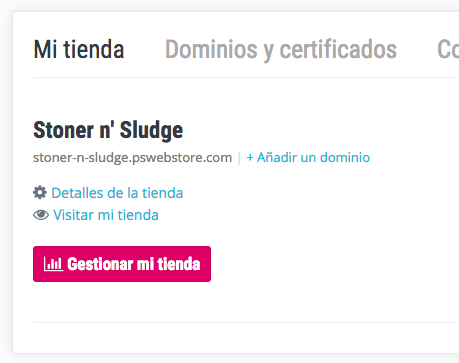 Mi tienda Dominios y certificados Co
Stoner n' Sludge
stoner-n-sludge.pswebstore.com | + Añadir un dominio
Detalles de la tienda
Visitar mi tienda
Gestionar mi tienda